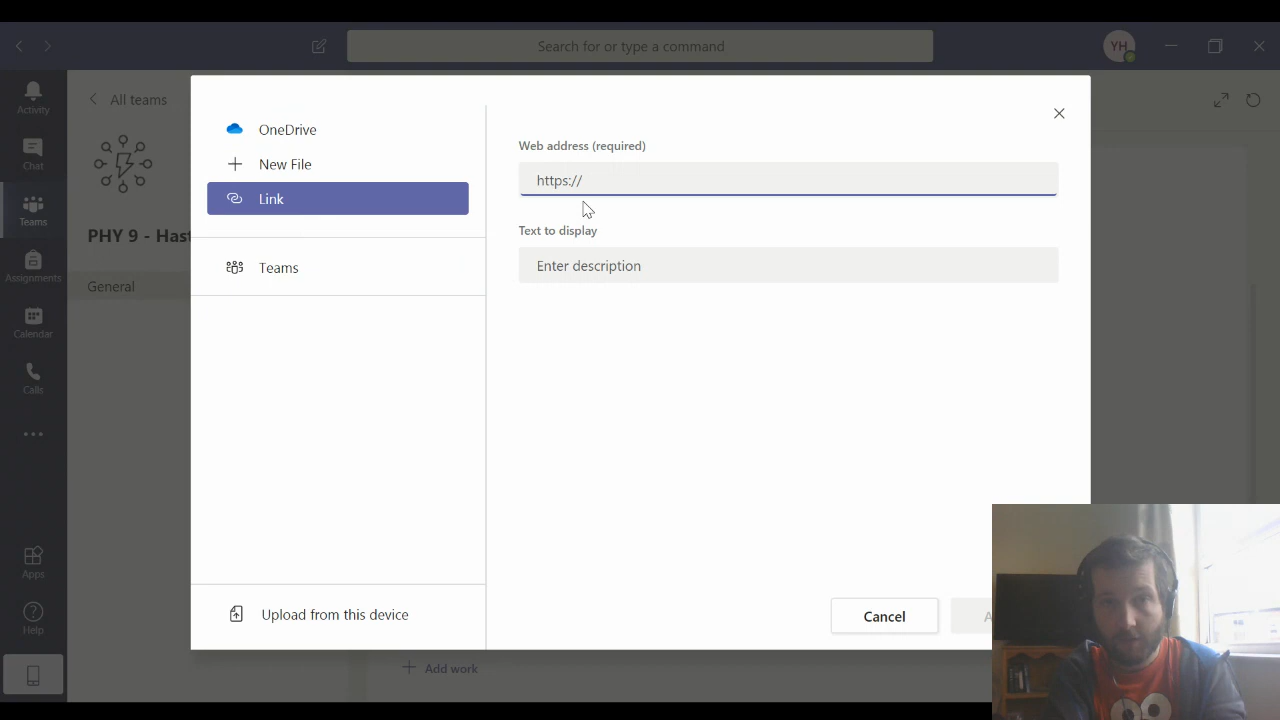 Search for or type a command
YH
Activity
Chat
Teams
Assignments
Calendar
Calls
Apps
Help
All teams
PHY 9 - Hast
General
OneDrive
New File
Link
Teams
Upload from this device
Web address (required)
https://
Text to display
Enter description
Cancel
A
Add work